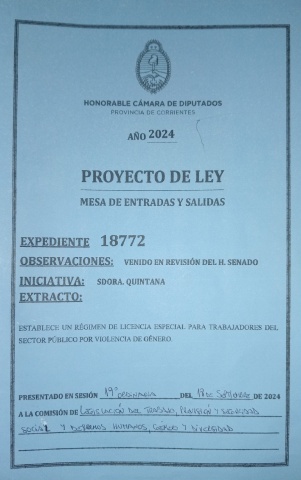 HONORABLE CÁMARA DE DIPUTADOS
PROVINCIA DE CORRIENTES
AÑO 2024
PROYECTO DE LEY
MESA DE ENTRADAS Y SALIDAS
EXPEDIENTE 18772
OBSERVACIONES: VENIDO EN REVISIÓN DEL H. SENADO
INICIATIVA: SDORA. QUINTANA
EXTRACTO:
ESTABLECE UN RÉGIMEN DE LICENCIA ESPECIAL PARA TRABAJADORES DEL
SECTOR PÚBLICO POR VIOLENCIA DE GÉNERO.
PRESENTADO EN SESIÓN 19° ORDINARIA DEL 19 DE SEPTIEMBRE DE 2024
A LA COMISIÓN DE LEGISLACIÓN DEL TRABAJO, PREVISIÓN Y SEGURIDAD
SOCIAL Y DERECHOS HUMANOS, GÉNERO Y DIVERSIDAD